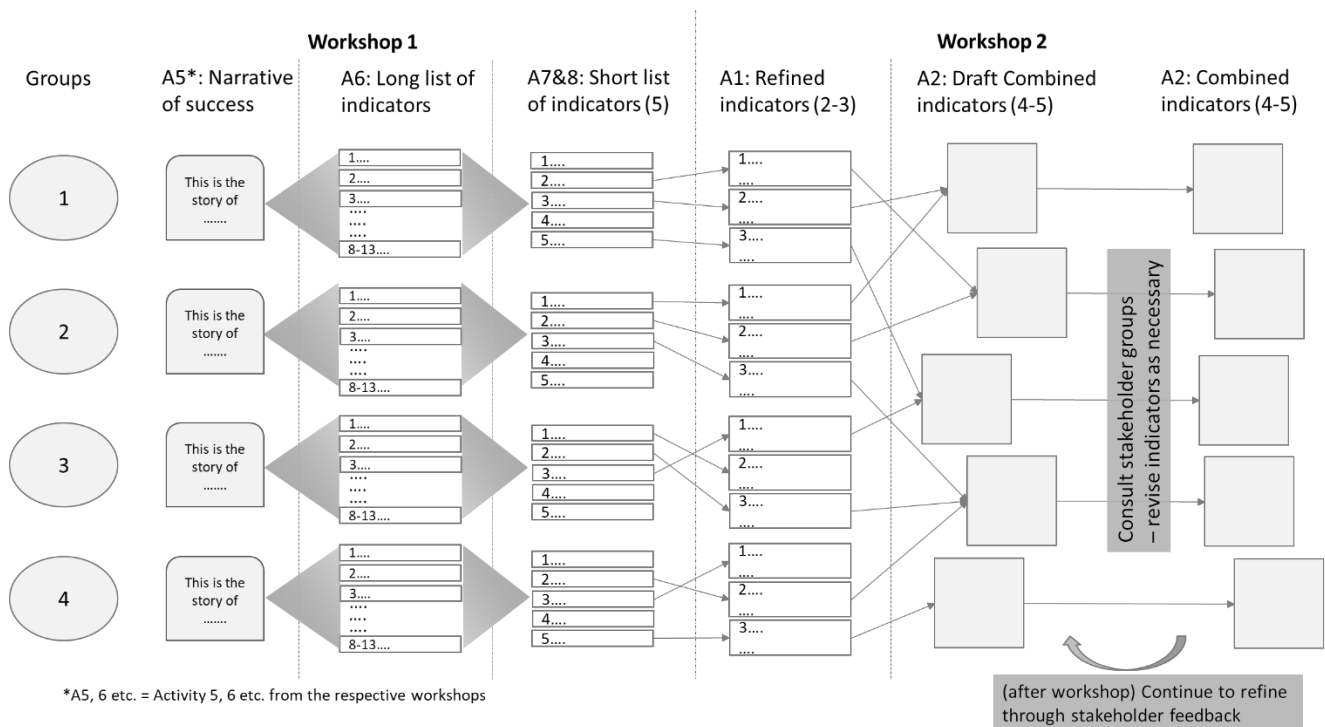 Workshop 1
Workshop 2
Groups
A5*: Narrative
of success
A6: Long list of
indicators
A7&8: Short list
of indicators (5)
A1: Refined
indicators (2-3)
A2: Draft Combined
indicators (4-5)
A2: Combined
indicators (4-5)
1
This is the
story of
.......
1....
2....
3....
....
....
....
8-13....
1....
2....
3....
4....
5....
1....
....
2....
....
3....
....
2
This is the
story of
.......
1....
2....
3....
....
....
....
8-13....
1....
2....
3....
4....
5....
1....
....
2....
....
3....
....
3
This is the
story of
.......
1....
2....
3....
....
....
....
8-13....
1....
2....
3....
4....
5....
1....
....
2....
....
3....
....
4
This is the
story of
.......
1....
2....
3....
....
....
....
8-13....
1....
2....
3....
4....
5....
1....
....
2....
....
3....
....
Consult stakeholder groups
– revise indicators as necessary
*A5, 6 etc. = Activity 5, 6 etc. from the respective workshops
(after workshop) Continue to refine
through stakeholder feedback